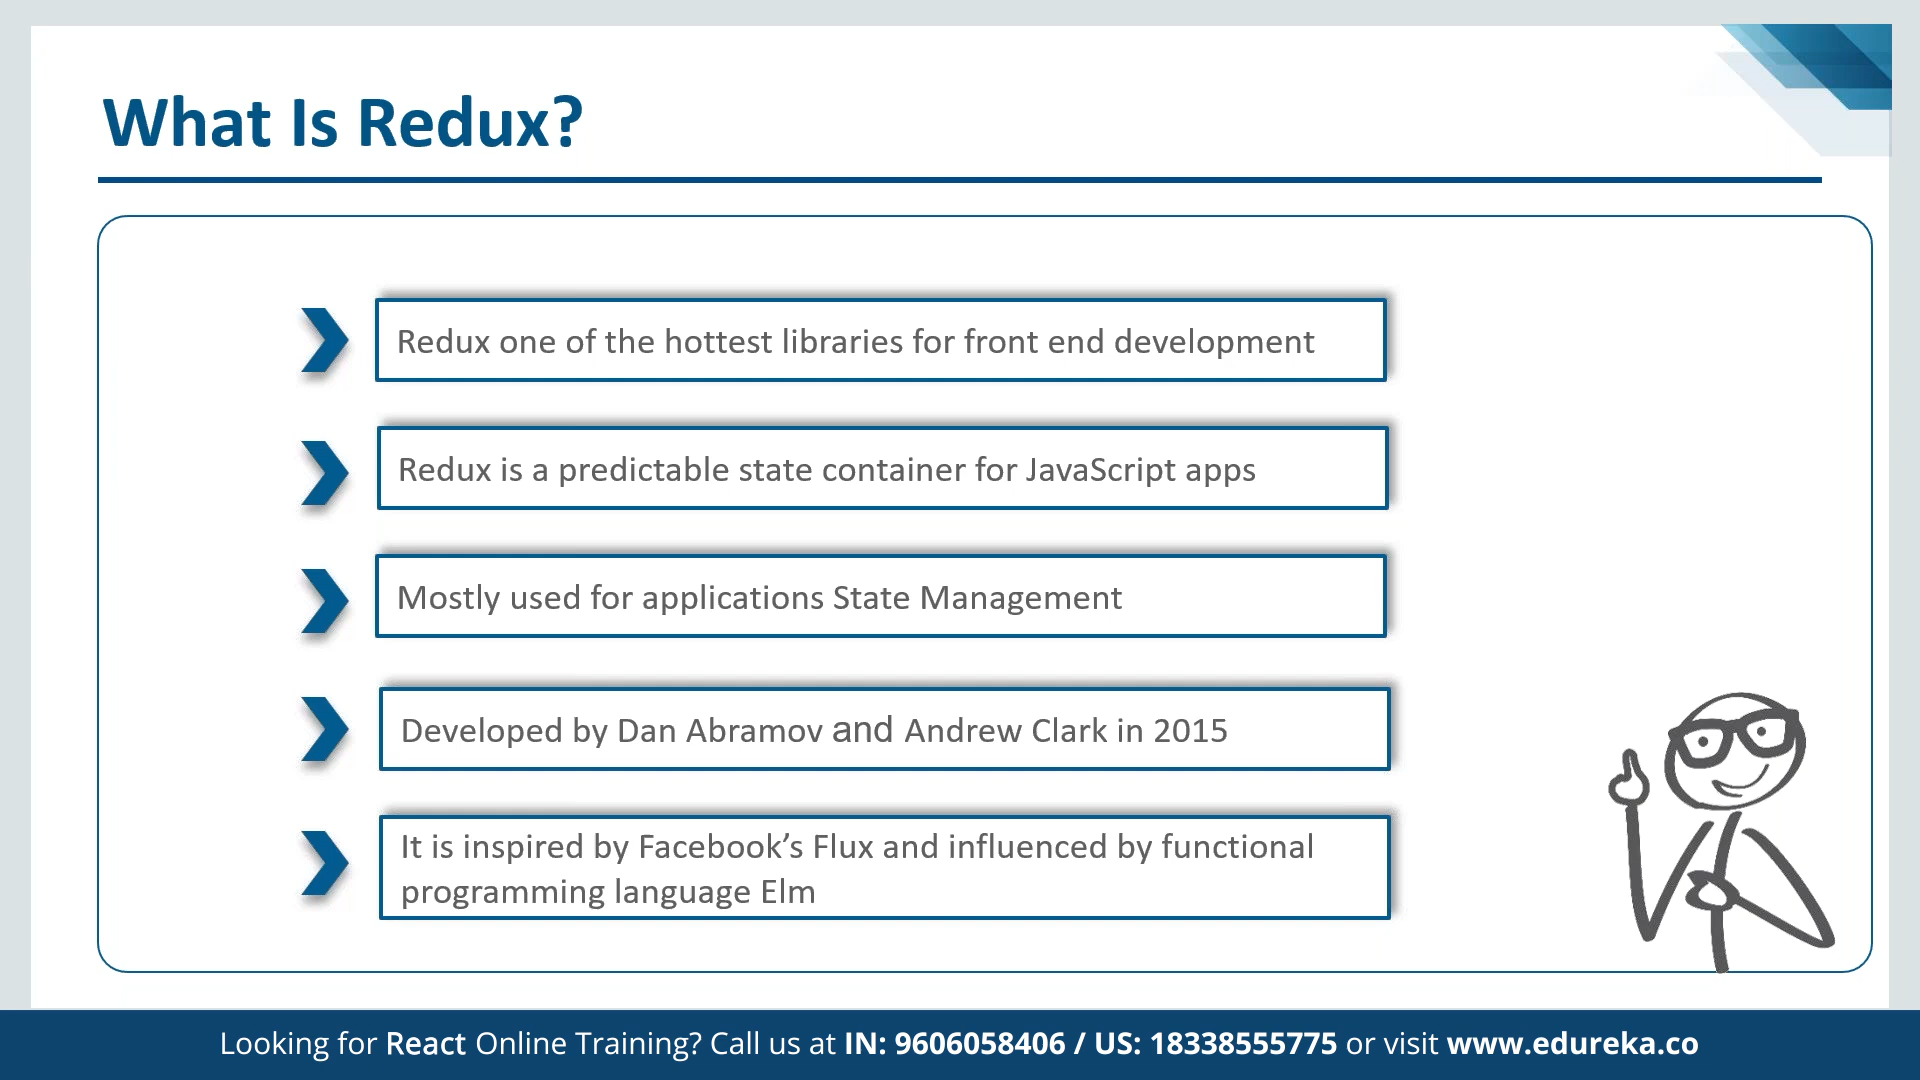 What Is Redux?
Redux one of the hottest libraries for front end development
Redux is a predictable state container for JavaScript apps
Mostly used for applications State Management
Developed by Dan Abramov and Andrew Clark in 2015
It is inspired by Facebook’s Flux and influenced by functional
programming language Elm
Looking for React Online Training? Call us at IN: 9606058406 / US: 18338555775 or visit www.edureka.co